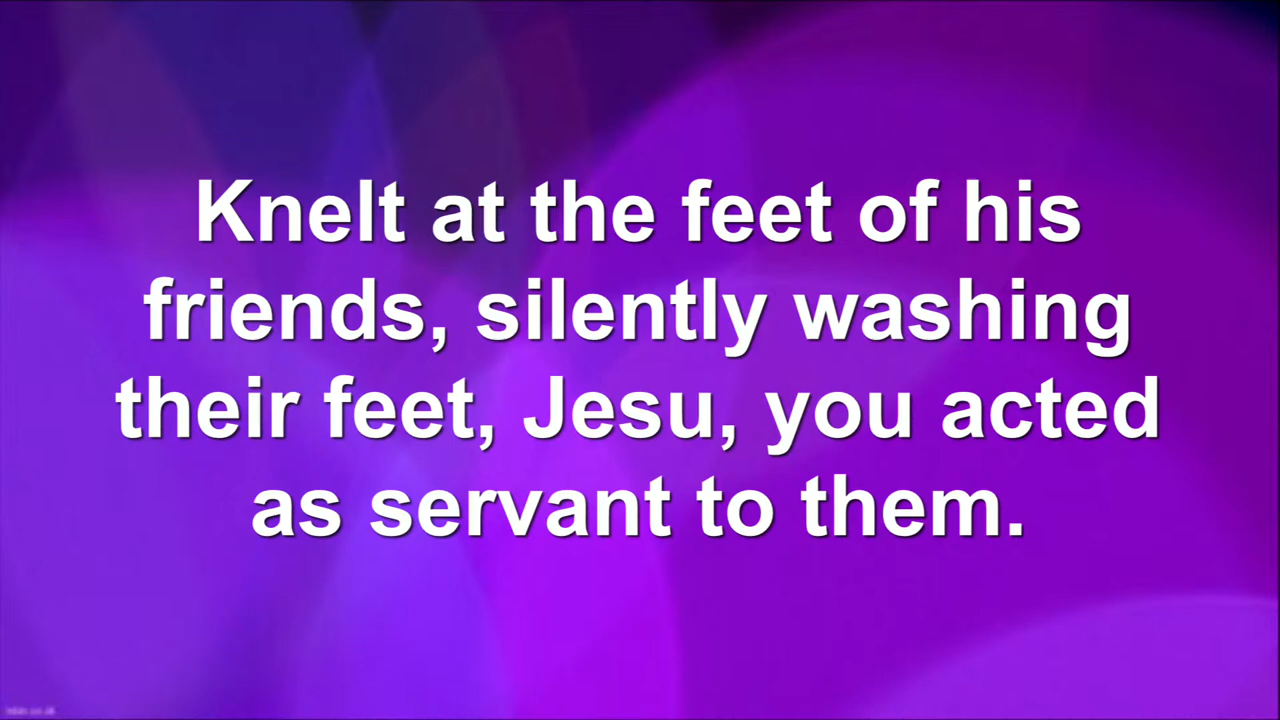 Knelt at the feet of his
friends, silently washing
their feet, Jesu, you acted
as servant to them.